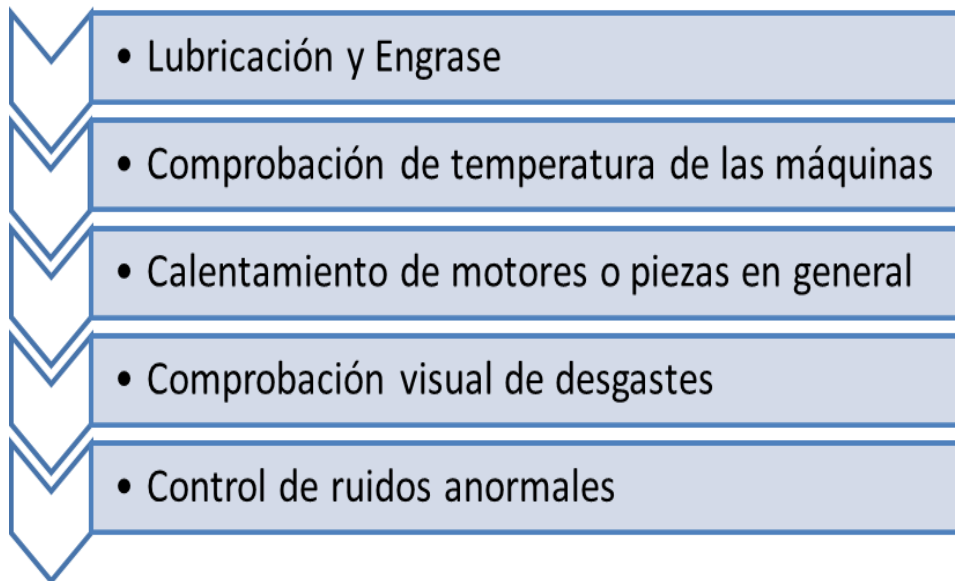 • Lubricación y Engrase
• Comprobación de temperatura de las máquinas
• Calentamiento de motores o piezas en general
• Comprobación visual de desgastes
• Control de ruidos anormales